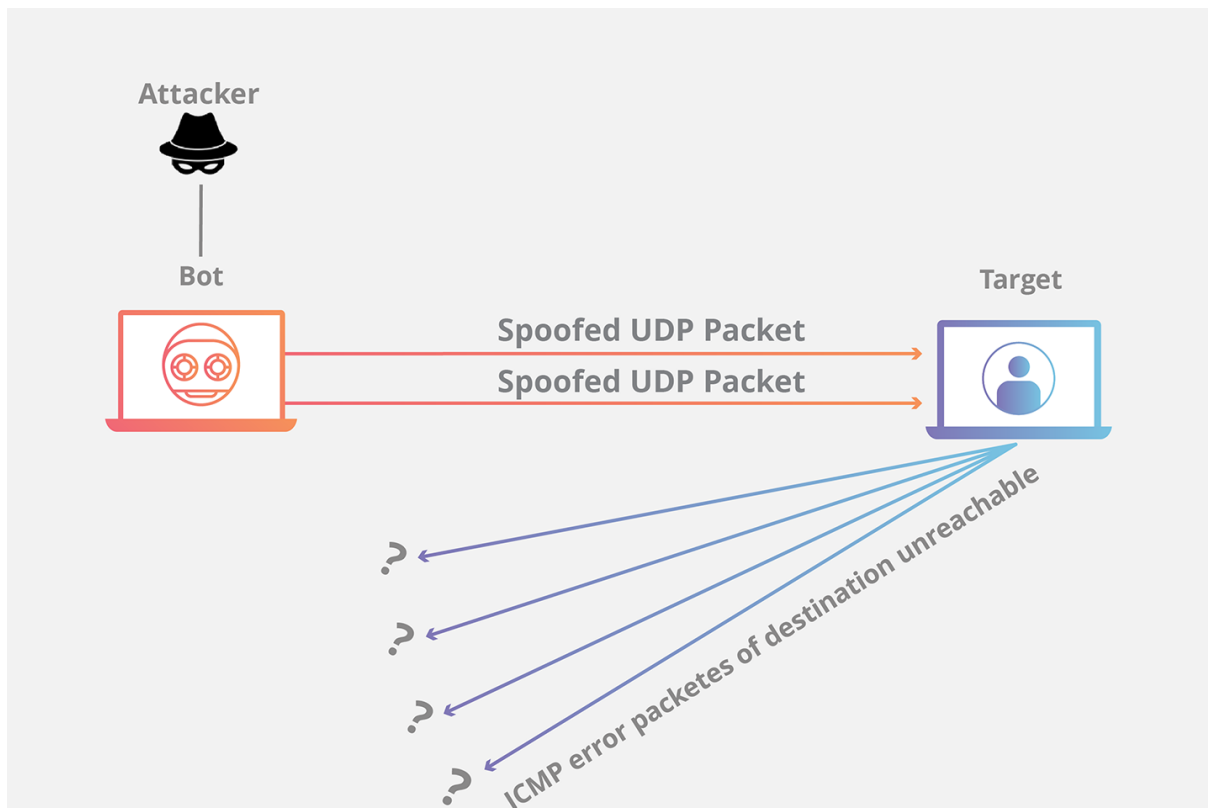 Attacker
Bot
Target
Spoofed UDP Packet
Spoofed UDP Packet
?
?
?
?
ICMP error packetes of destination unreachable